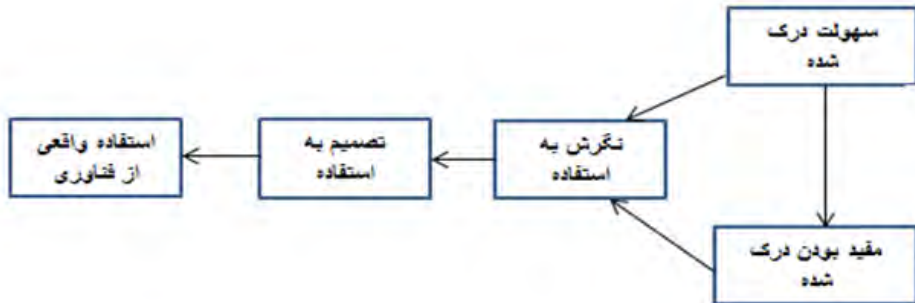 سهولت درک
شده
نگرش به
استفاده
تصمیم به
استفاده
استفاده واقعی
از فناوری
مفید بودن درک
شده